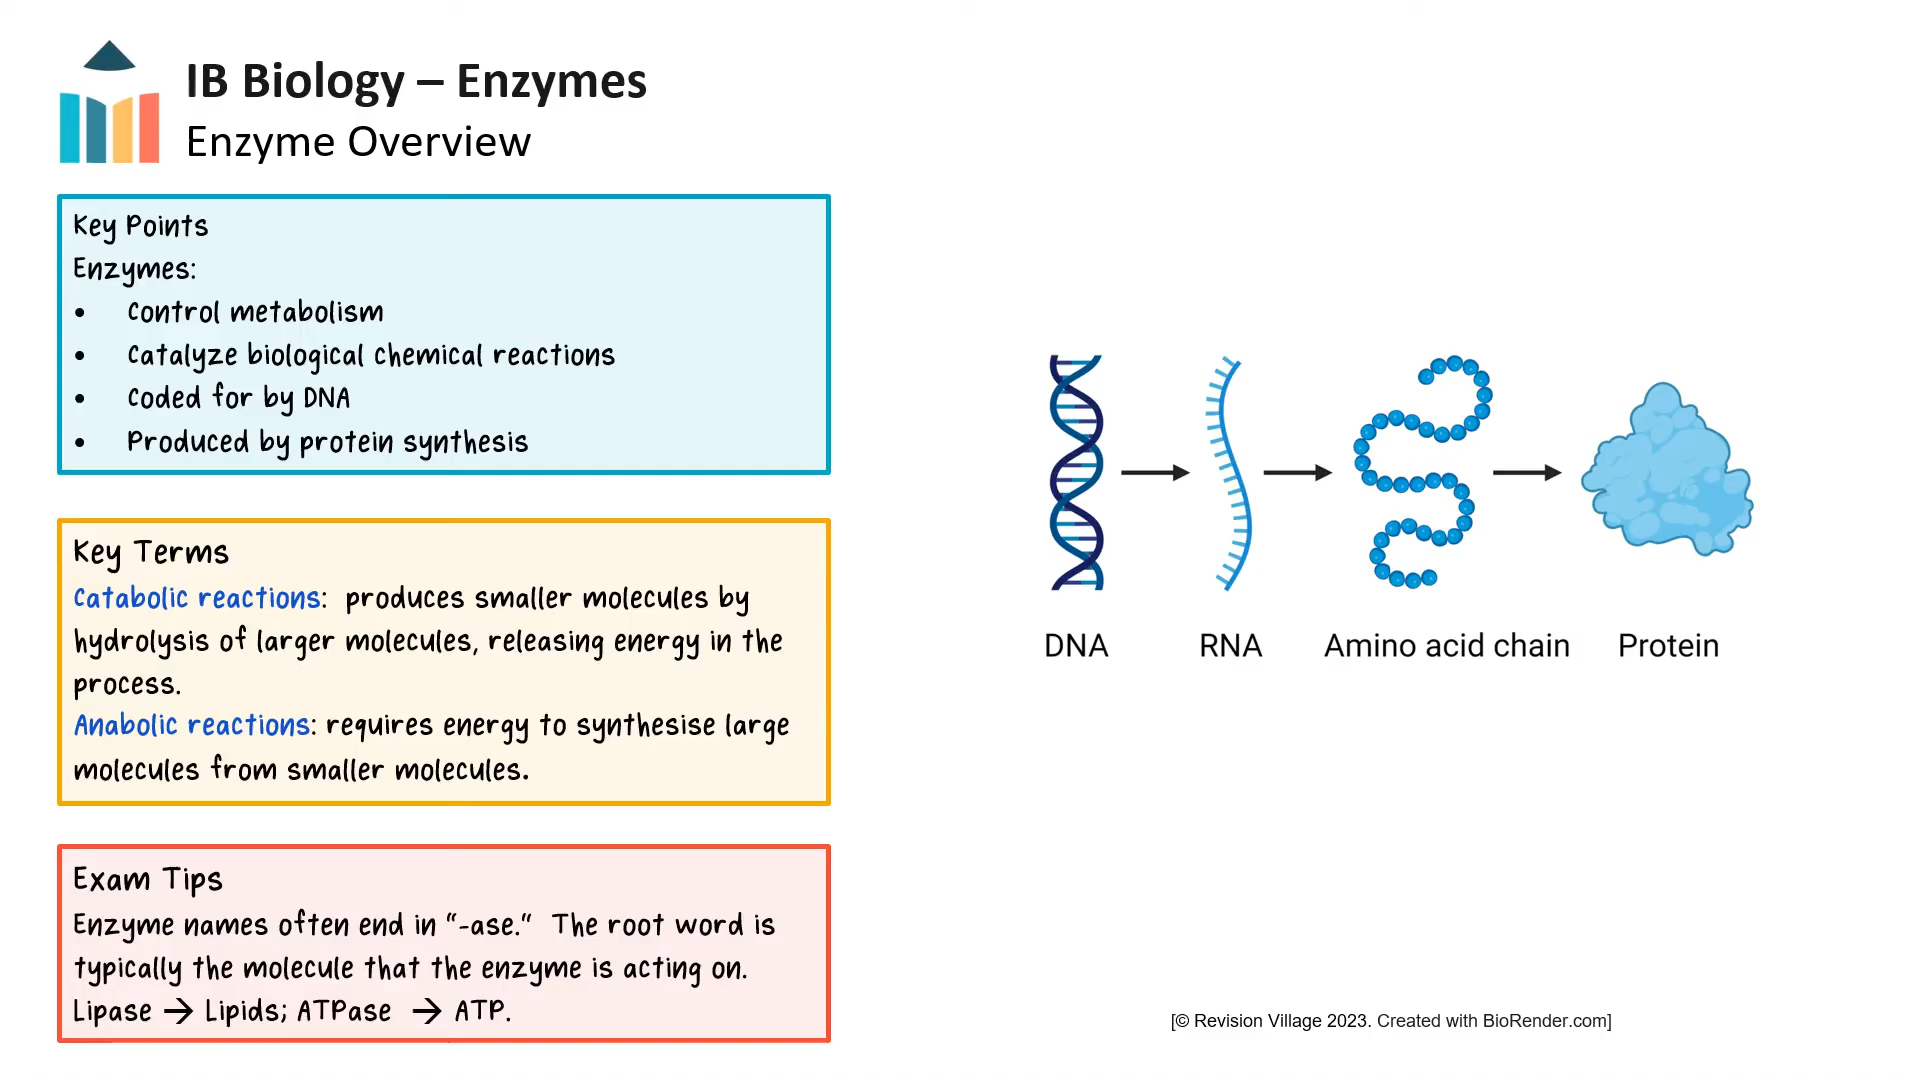 IB Biology – Enzymes
Enzyme Overview
Key Points
Enzymes:
• Control metabolism
• Catalyze biological chemical reactions
• Coded for by DNA
• Produced by protein synthesis
Key Terms
Catabolic reactions: produces smaller molecules by
hydrolysis of larger molecules, releasing energy in the
process.
Anabolic reactions: requires energy to synthesise large
molecules from smaller molecules.
Exam Tips
Enzyme names often end in “-ase.” The root word is
typically the molecule that the enzyme is acting on.
Lipase → Lipids; ATPase → ATP.
DNA RNA Amino acid chain Protein
[© Revision Village 2023. Created with BioRender.com]